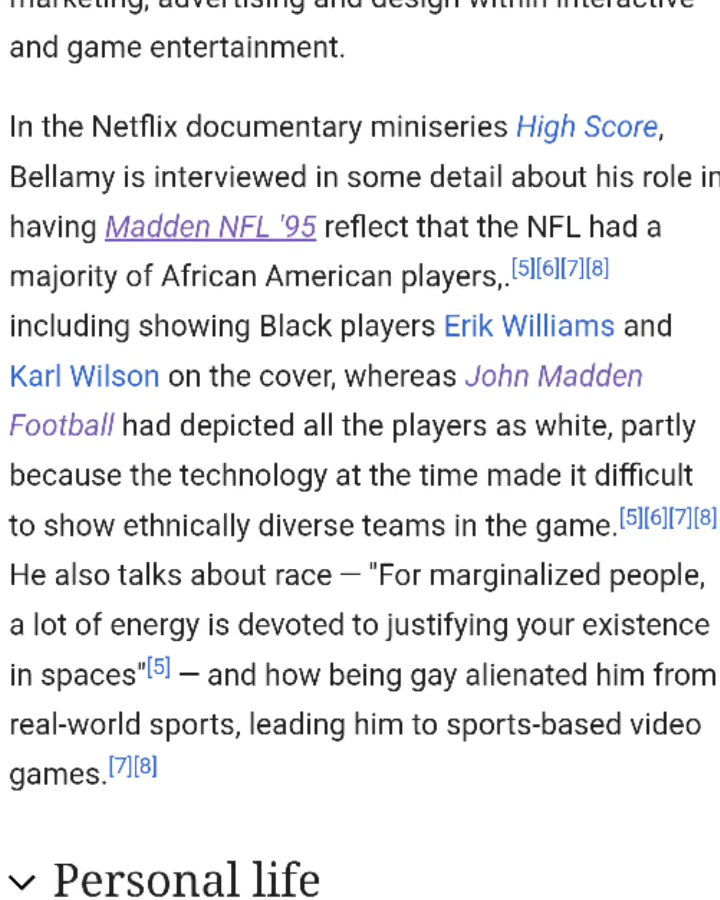 marketing, advertising and design within interactive
and game entertainment.
In the Netflix documentary miniseries High Score,
Bellamy is interviewed in some detail about his role in
having Madden NFL '95 reflect that the NFL had a
majority of African American players,.[5][6][7][8]
including showing Black players Erik Williams and
Karl Wilson on the cover, whereas John Madden
Football had depicted all the players as white, partly
because the technology at the time made it difficult
to show ethnically diverse teams in the game.[5][6][7][8]
He also talks about race — "For marginalized people,
a lot of energy is devoted to justifying your existence
in spaces"[5] — and how being gay alienated him from
real-world sports, leading him to sports-based video
games.[7][8]
Personal life